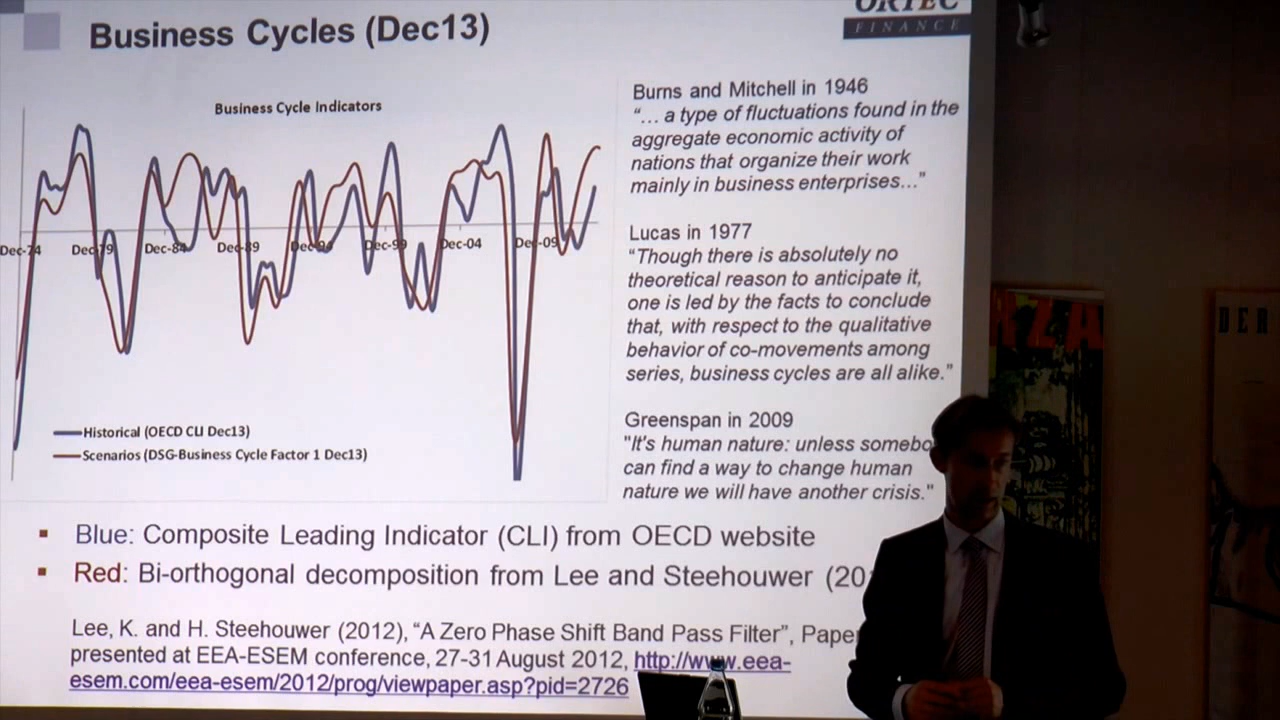 Business Cycles (Dec13)
ORTEC
FINANCE
Business Cycle Indicators
Dec-74 Dec-79 Dec-84 Dec-89 Dec-94 Dec-99 Dec-04 Dec-09
Historical (OECD CLI Dec13)
Scenarios (DSG-Business Cycle Factor 1 Dec13)
Burns and Mitchell in 1946
“… a type of fluctuations found in the
aggregate economic activity of
nations that organize their work
mainly in business enterprises…”
Lucas in 1977
“Though there is absolutely no
theoretical reason to anticipate it,
one is led by the facts to conclude
that, with respect to the qualitative
behavior of co-movements among
series, business cycles are all alike.”
Greenspan in 2009
"It's human nature: unless somebo
can find a way to change human
nature we will have another crisis."
Blue: Composite Leading Indicator (CLI) from OECD website
Red: Bi-orthogonal decomposition from Lee and Steehouwer (20
Lee, K. and H. Steehouwer (2012), “A Zero Phase Shift Band Pass Filter”, Paper
presented at EEA-ESEM conference, 27-31 August 2012, http://www.eea-
esem.com/eea-esem/2012/prog/viewpaper.asp?pid=2726
RZA
DER